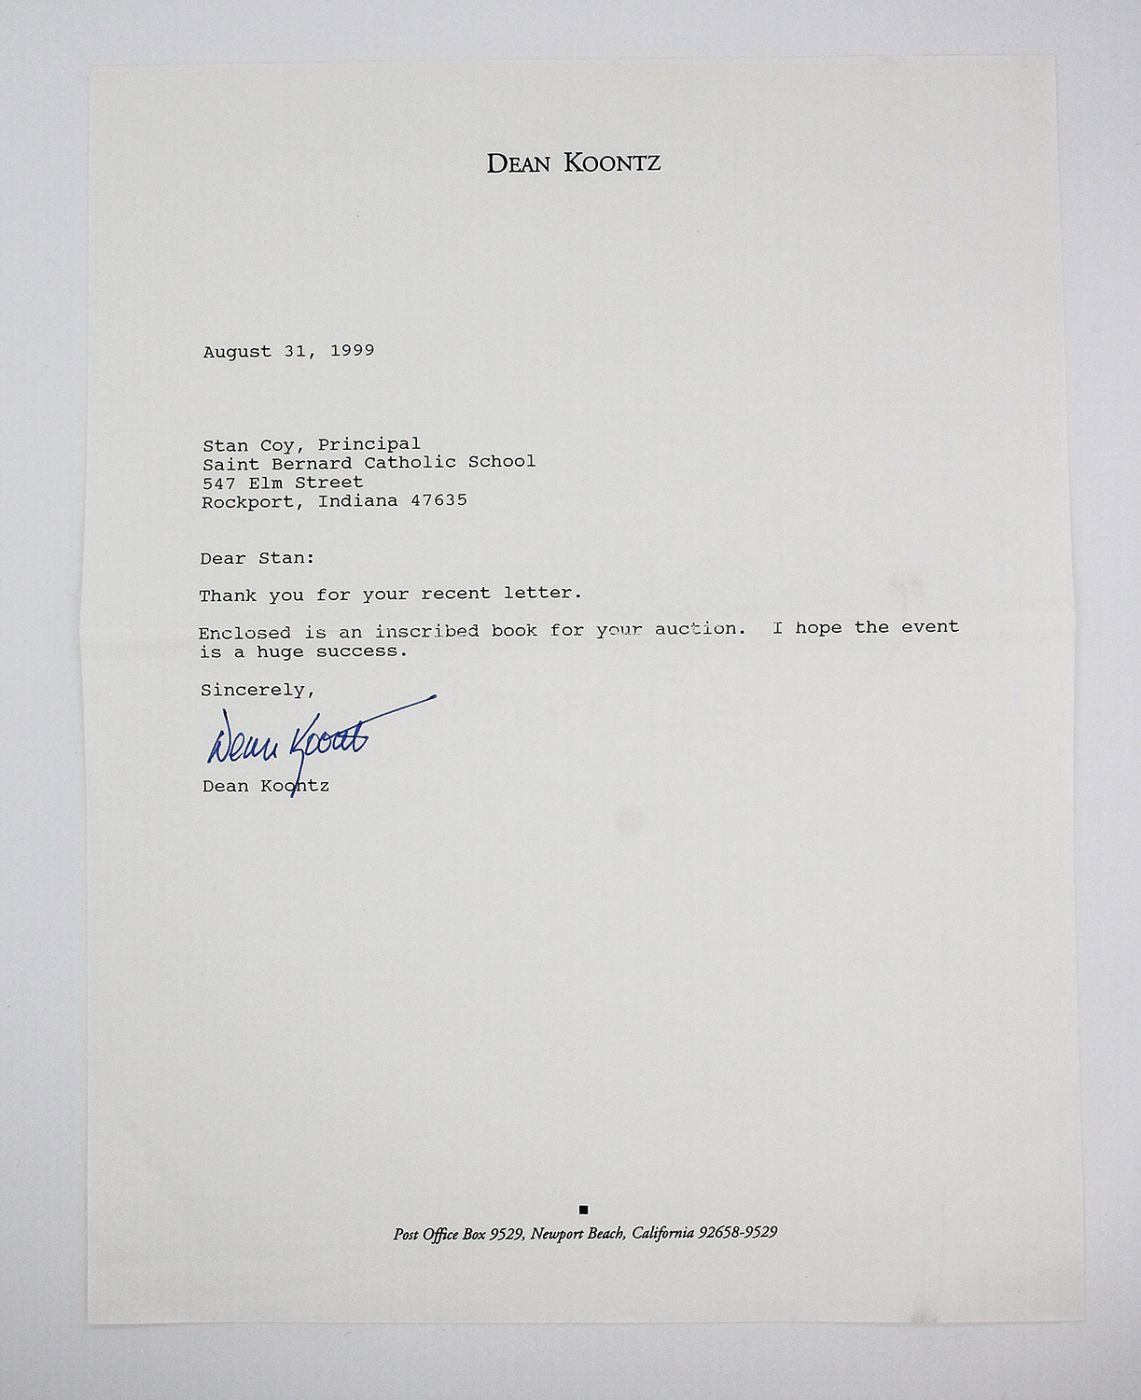 DEAN KOONTZ
August 31, 1999
Stan Coy, Principal
Saint Bernard Catholic School
547 Elm Street
Rockport, Indiana 47635
Dear Stan:
Thank you for your recent letter.
Enclosed is an inscribed book for your auction.  I hope the event
is a huge success.
Sincerely,
Dean Koontz
Dean Koontz
Post Office Box 9529, Newport Beach, California 92658-9529